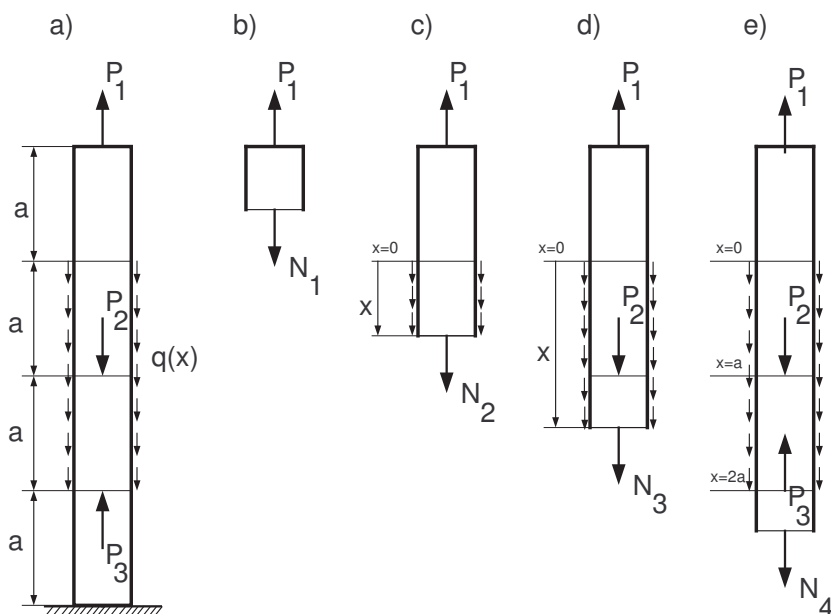 a) b) c) d) e)
P1 P1 P1 P1 P1
a
x=0 x=0 x=0
a
N1
P2 P2 P2
x
q(x)
x
x=a
N2
a
x=2a
N3
P3
a
P3
N4